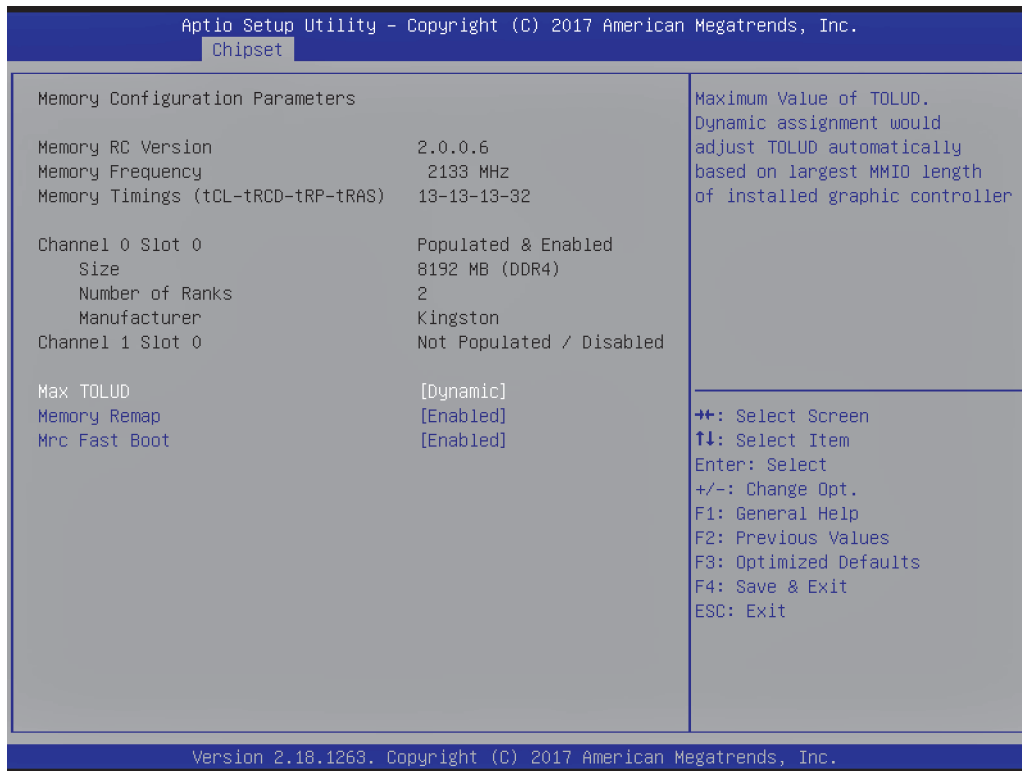 Aptio Setup Utility – Copyright (C) 2017 American Megatrends, Inc.
Chipset
Memory Configuration Parameters
Memory RC Version 2.0.0.6
Memory Frequency 2133 MHz
Memory Timings (tCL-tRCD-tRP-tRAS) 13-13-13-32
Channel 0 Slot 0 Populated & Enabled
Size 8192 MB (DDR4)
Number of Ranks 2
Manufacturer Kingston
Channel 1 Slot 0 Not Populated / Disabled
Max TOLUD [Dynamic]
Memory Remap [Enabled]
Mrc Fast Boot [Enabled]
Maximum Value of TOLUD.
Dynamic assignment would
adjust TOLUD automatically
based on largest MMIO length
of installed graphic controller
→←: Select Screen
↑↓: Select Item
Enter: Select
+/-: Change Opt.
F1: General Help
F2: Previous Values
F3: Optimized Defaults
F4: Save & Exit
ESC: Exit
Version 2.18.1263. Copyright (C) 2017 American Megatrends, Inc.